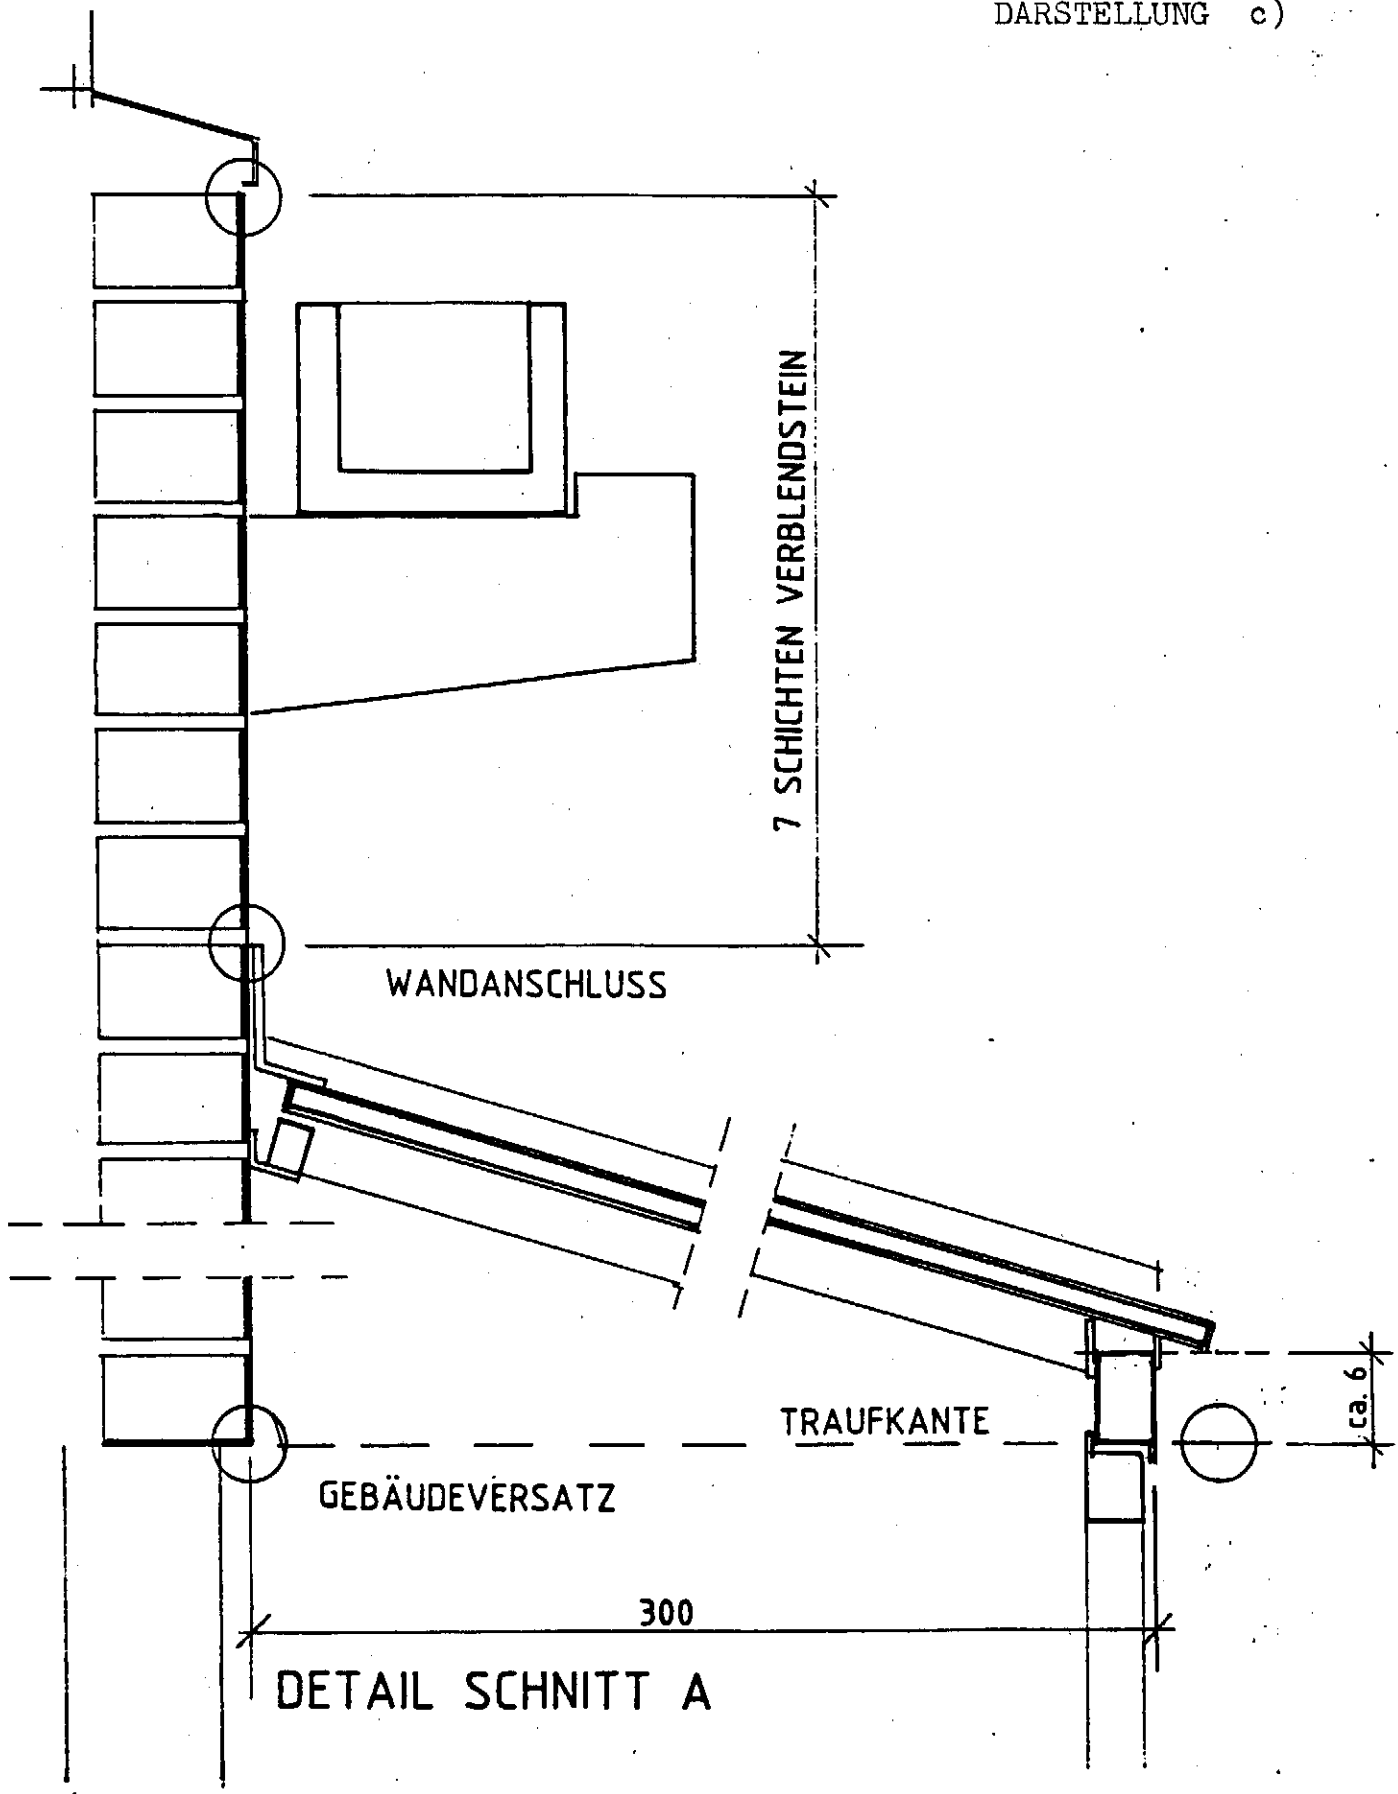 DARSTELLUNG c)
7 SCHICHTEN VERBLENDSTEIN
WANDANSCHLUSS
ca. 6
TRAUFKANTE
GEBÄUDEVERSATZ
300
DETAIL SCHNITT A